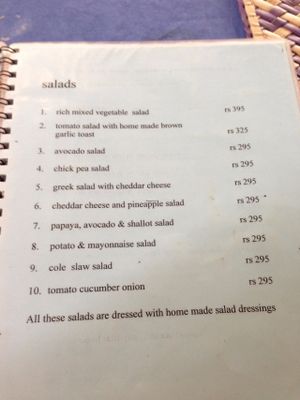 salads
1. rich mixed vegetable salad rs 395
2. tomato salad with home made brown
garlic toast rs 325
3. avocado salad rs 295
4. chick pea salad rs 295
5. greek salad with cheddar cheese rs 295
6. cheddar cheese and pineapple salad rs 295
7. papaya, avocado & shallot salad rs 295
8. potato & mayonnaise salad rs 295
9. cole slaw salad rs 295
10. tomato cucumber onion rs 295
All these salads are dressed with home made salad dressings